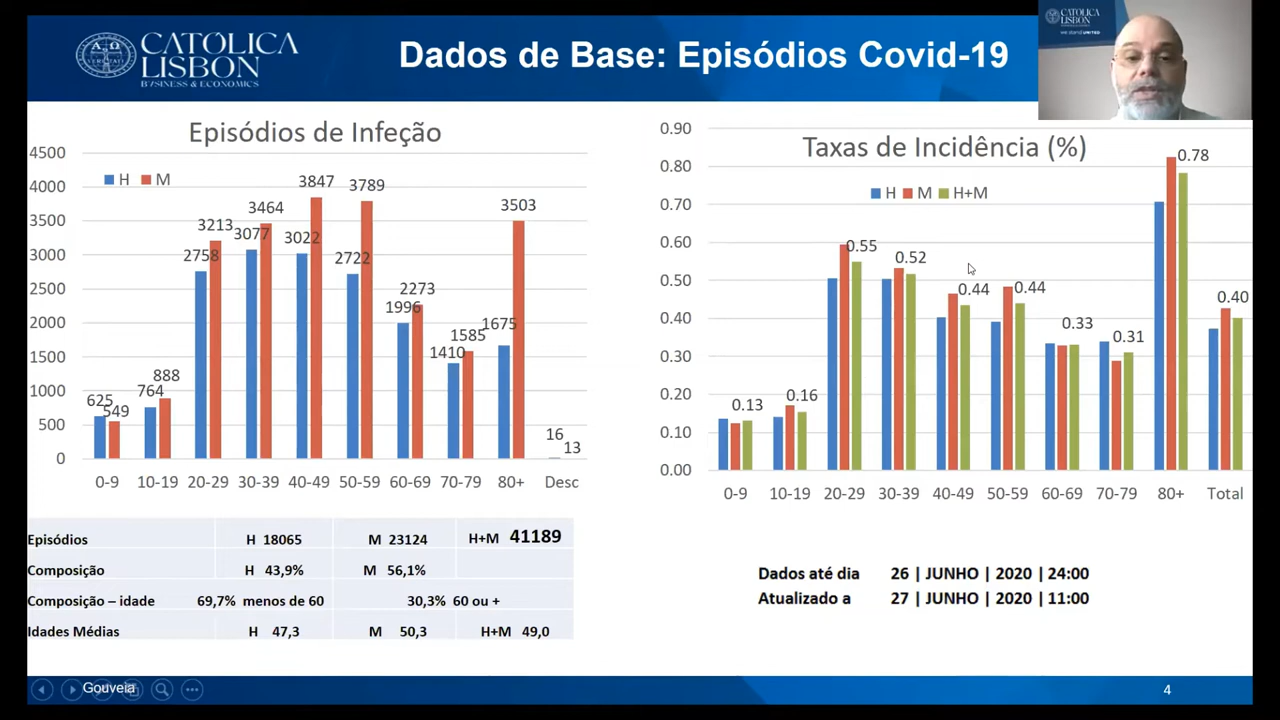 CATÓLICA
LISBON
BUSINESS & ECONOMICS
Dados de Base: Episódios Covid-19
CATÓLICA
LISBON
we stand UNITED
Episódios de Infeção
H M
4500
4000
3500
3000
2500
2000
1500
1000
500
0
625
549
764
888
2758
3213
3077
3464
3022
3847
2722
3789
1996
2273
1410
1585
1675
3503
16
13
0-9 10-19 20-29 30-39 40-49 50-59 60-69 70-79 80+ Desc
Taxas de Incidência (%)
H M H+M
0.90
0.80
0.70
0.60
0.50
0.40
0.30
0.20
0.10
0.00
0.13
0.16
0.55
0.52
0.44
0.44
0.33
0.31
0.78
0.40
0-9 10-19 20-29 30-39 40-49 50-59 60-69 70-79 80+ Total
Episódios H 18065 M 23124 H+M 41189
Composição H 43,9% M 56,1%
Composição – idade 69,7% menos de 60 30,3% 60 ou +
Idades Médias H 47,3 M 50,3 H+M 49,0
Dados até dia 26 | JUNHO | 2020 | 24:00
Atualizado a 27 | JUNHO | 2020 | 11:00
Gouveia
4